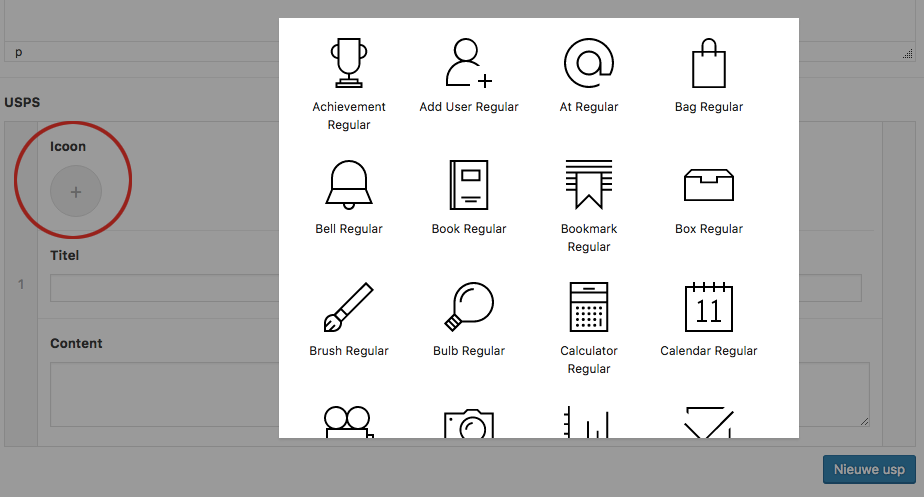 p
USPS
Icoon
+
1
Titel
Content
Nieuwe usp
Achievement
Regular
Add User Regular
At Regular
Bag Regular
Bell Regular
Book Regular
Bookmark
Regular
Box Regular
Brush Regular
Bulb Regular
Calculator
Regular
11
Calendar Regular